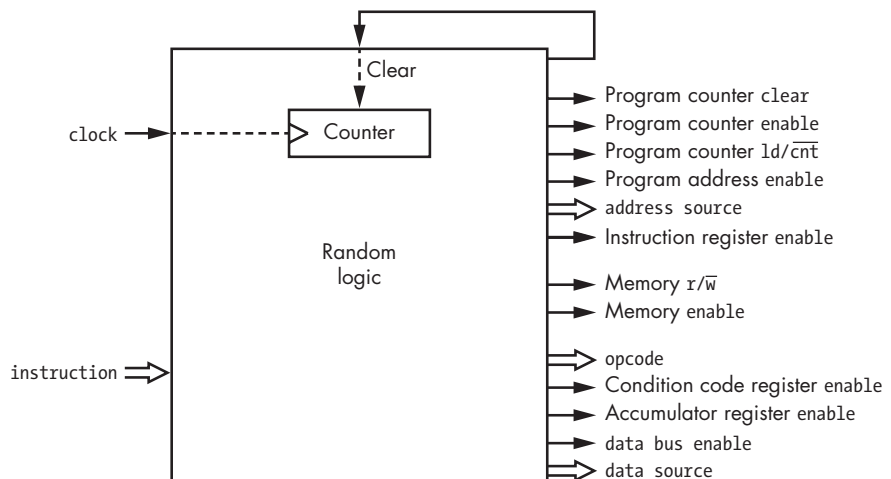 Clear
clock
Counter
Program counter clear
Program counter enable
Program counter ld/c̅n̅t̅
Program address enable
address source
Instruction register enable
Random
logic
Memory r/w̅
Memory enable
instruction
opcode
Condition code register enable
Accumulator register enable
data bus enable
data source